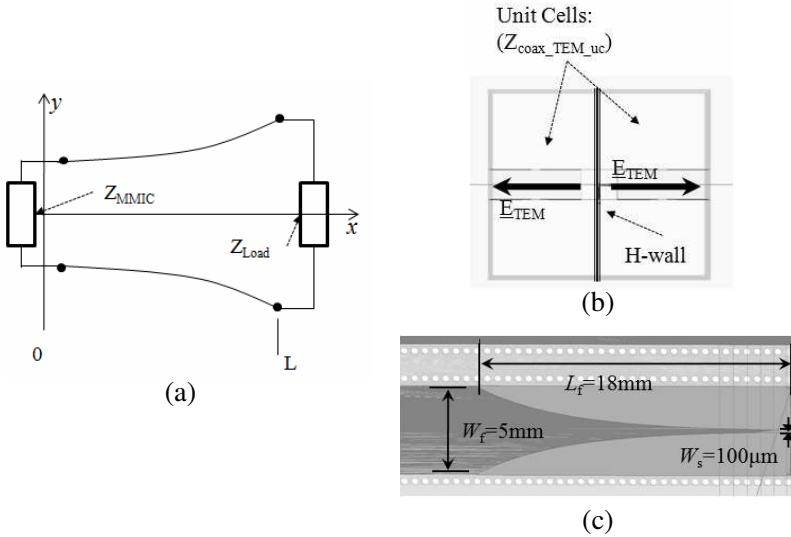 y
Z_MMIC
Z_Load
x
0
L
(a)
Unit Cells:
(Z_coax_TEM_uc)
E_TEM
E_TEM
H-wall
(b)
L_f=18mm
W_f=5mm
W_s=100μm
(c)